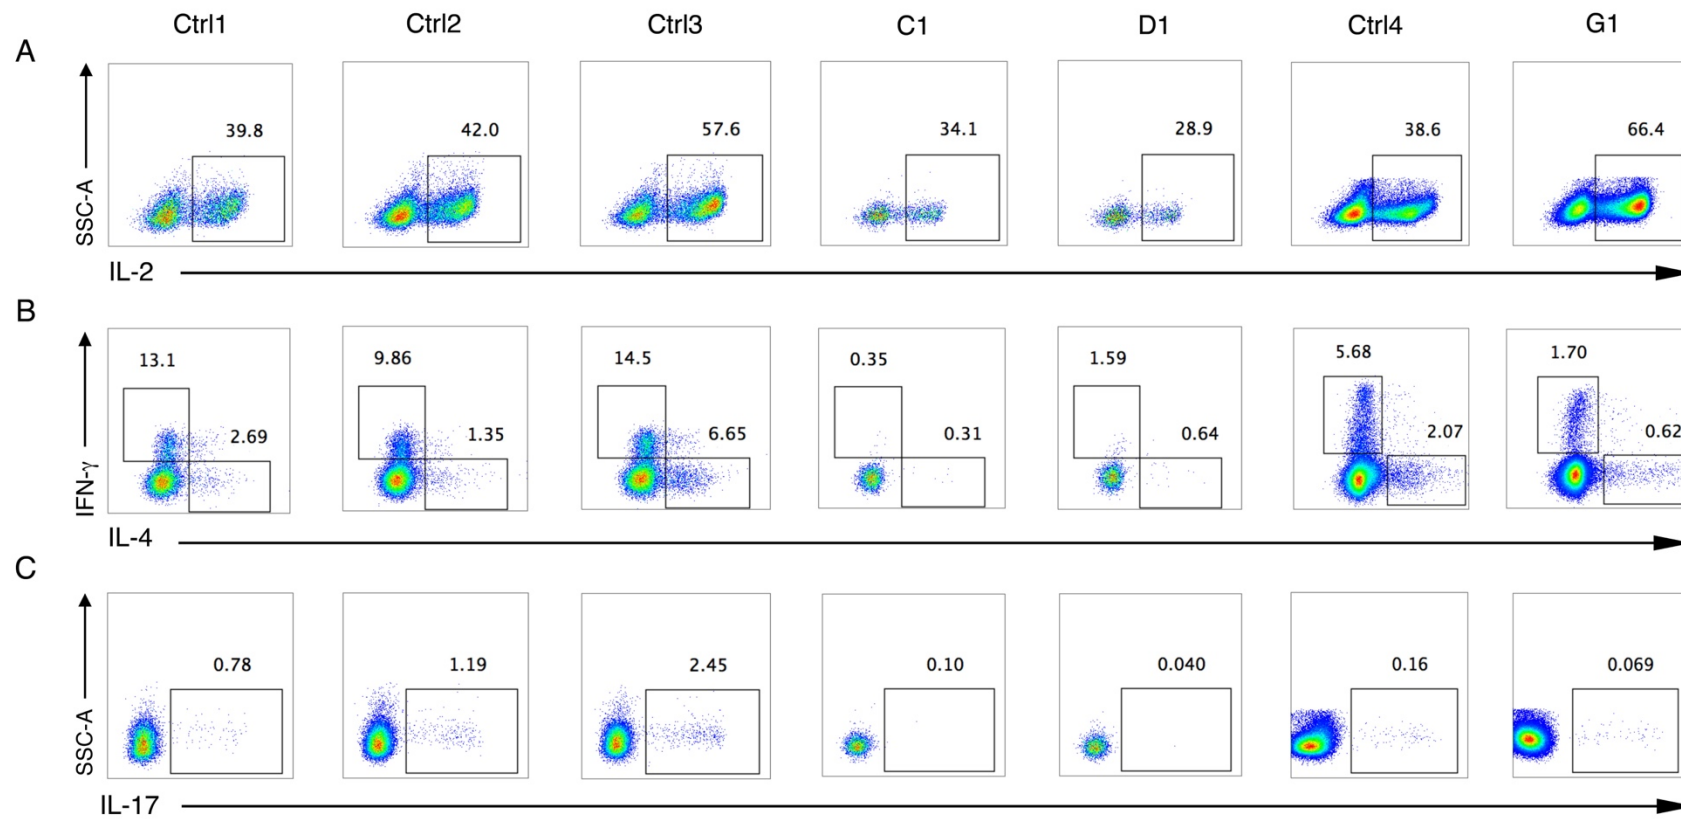 Ctrl1 Ctrl2 Ctrl3 C1 D1 Ctrl4 G1
A
39.8 42.0 57.6 34.1 28.9 38.6 66.4
SSC-A
IL-2
B
13.1 9.86 14.5 0.35 1.59 5.68 1.70
2.69 1.35 6.65 0.31 0.64 2.07 0.62
IFN-γ
IL-4
C
0.78 1.19 2.45 0.10 0.040 0.16 0.069
SSC-A
IL-17